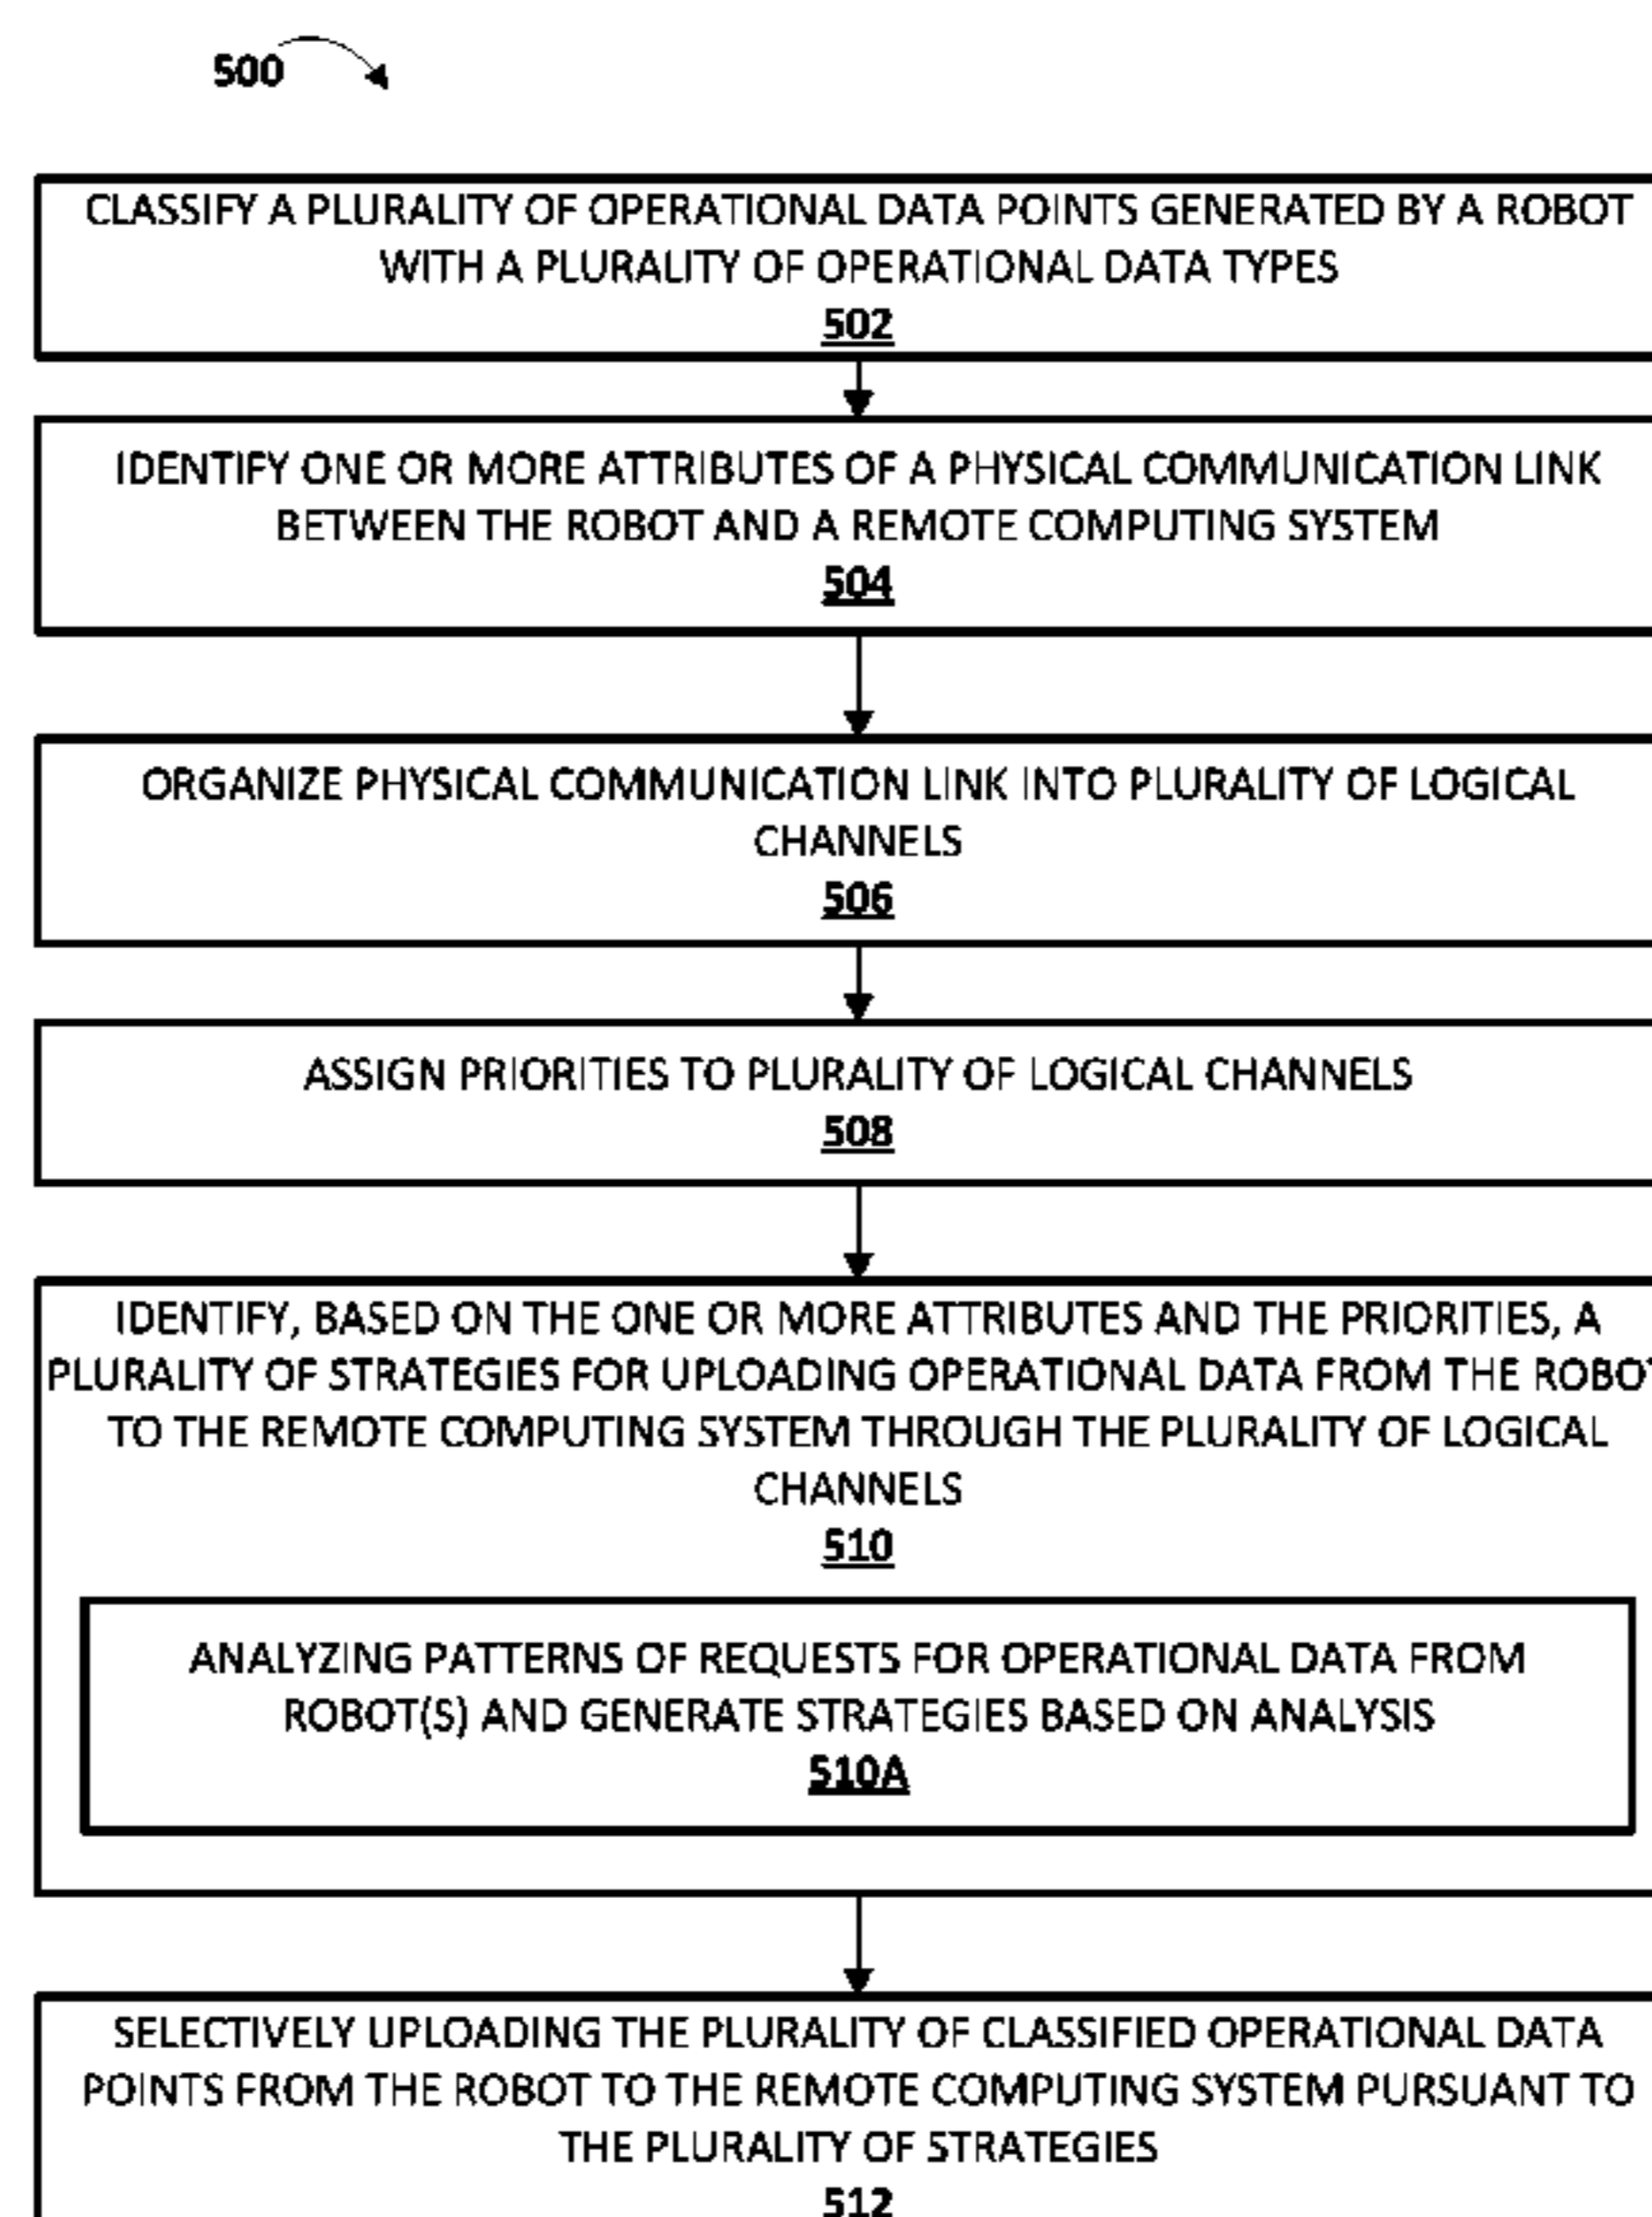 500
CLASSIFY A PLURALITY OF OPERATIONAL DATA POINTS GENERATED BY A ROBOT
WITH A PLURALITY OF OPERATIONAL DATA TYPES
502
IDENTIFY ONE OR MORE ATTRIBUTES OF A PHYSICAL COMMUNICATION LINK
BETWEEN THE ROBOT AND A REMOTE COMPUTING SYSTEM
504
ORGANIZE PHYSICAL COMMUNICATION LINK INTO PLURALITY OF LOGICAL
CHANNELS
506
ASSIGN PRIORITIES TO PLURALITY OF LOGICAL CHANNELS
508
IDENTIFY, BASED ON THE ONE OR MORE ATTRIBUTES AND THE PRIORITIES, A
PLURALITY OF STRATEGIES FOR UPLOADING OPERATIONAL DATA FROM THE ROBOT
TO THE REMOTE COMPUTING SYSTEM THROUGH THE PLURALITY OF LOGICAL
CHANNELS
510
ANALYZING PATTERNS OF REQUESTS FOR OPERATIONAL DATA FROM
ROBOT(S) AND GENERATE STRATEGIES BASED ON ANALYSIS
510A
SELECTIVELY UPLOADING THE PLURALITY OF CLASSIFIED OPERATIONAL DATA
POINTS FROM THE ROBOT TO THE REMOTE COMPUTING SYSTEM PURSUANT TO
THE PLURALITY OF STRATEGIES
512